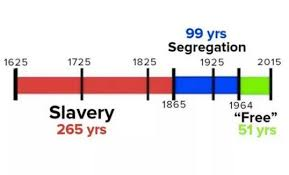 99 yrs
Segregation
1625 1725 1825 1925 2015
1865 1964
Slavery
265 yrs
“Free”
51 yrs